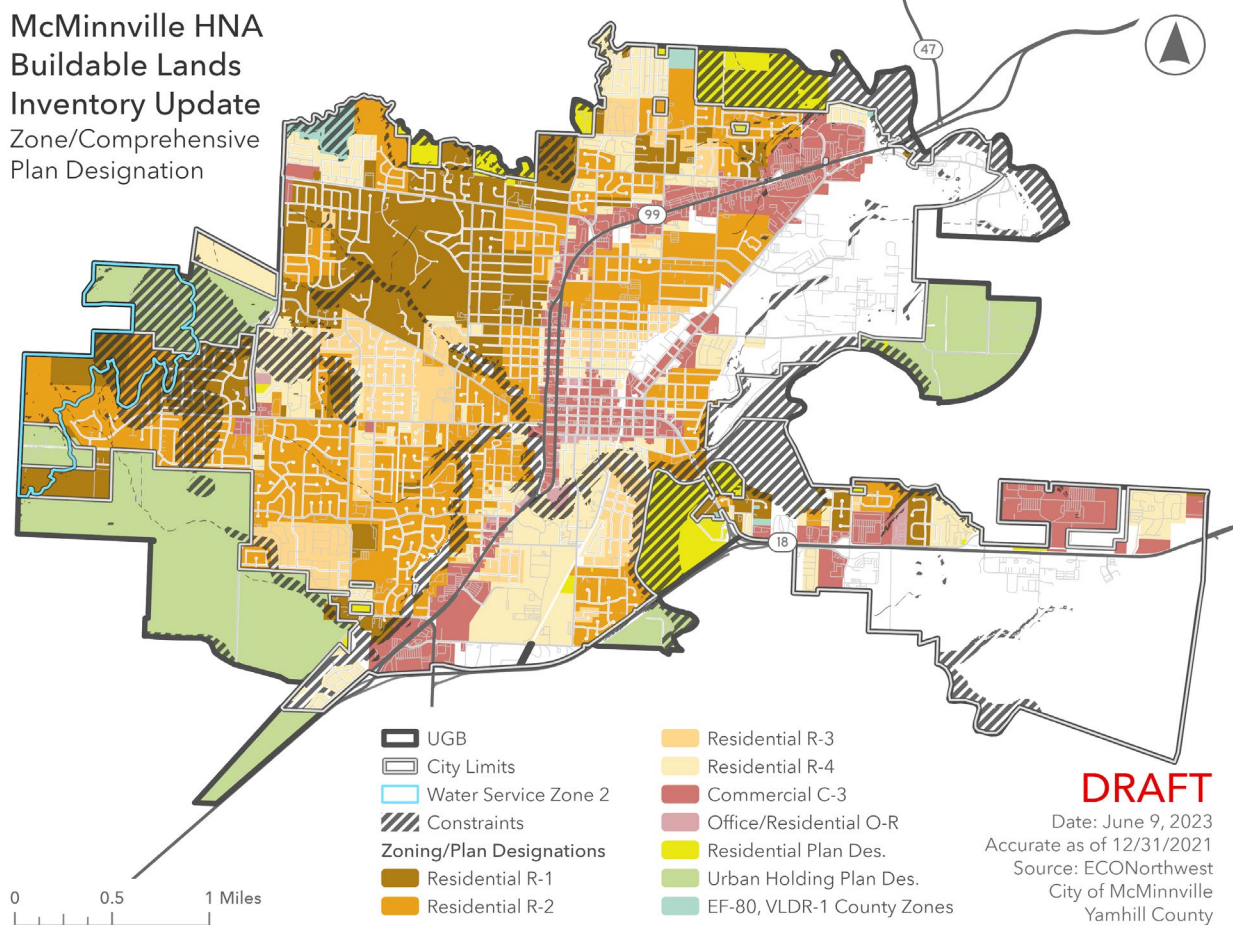 McMinnville HNA
Buildable Lands
Inventory Update
Zone/Comprehensive
Plan Designation
47
99
18
UGB
City Limits
Water Service Zone 2
Constraints
Zoning/Plan Designations
Residential R-1
Residential R-2
Residential R-3
Residential R-4
Commercial C-3
Office/Residential O-R
Residential Plan Des.
Urban Holding Plan Des.
EF-80, VLDR-1 County Zones
DRAFT
Date: June 9, 2023
Accurate as of 12/31/2021
Source: ECONorthwest
City of McMinnville
Yamhill County
0 0.5 1 Miles